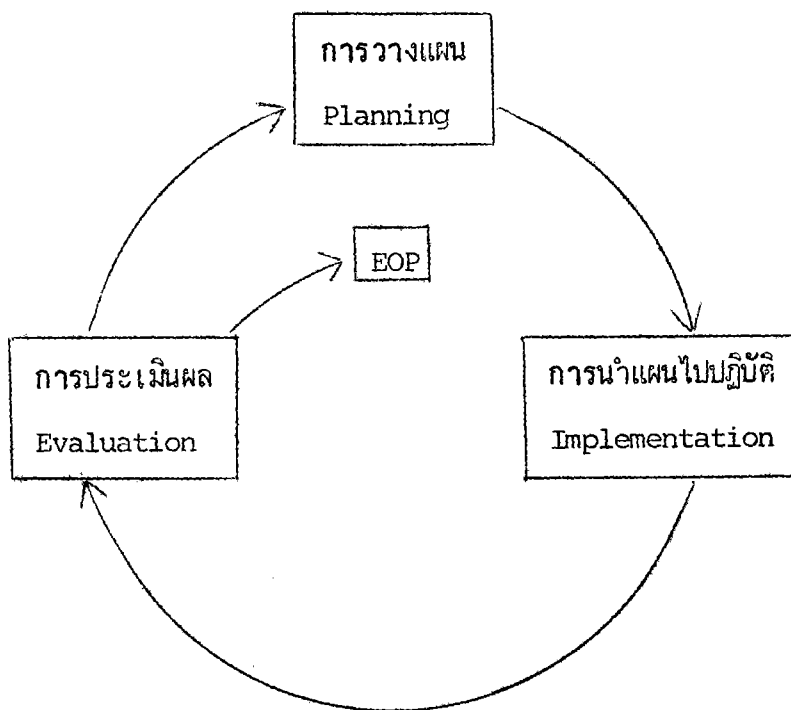 การวางแผน
Planning
EOP
การประเมินผล
Evaluation
การนำแผนไปปฏิบัติ
Implementation